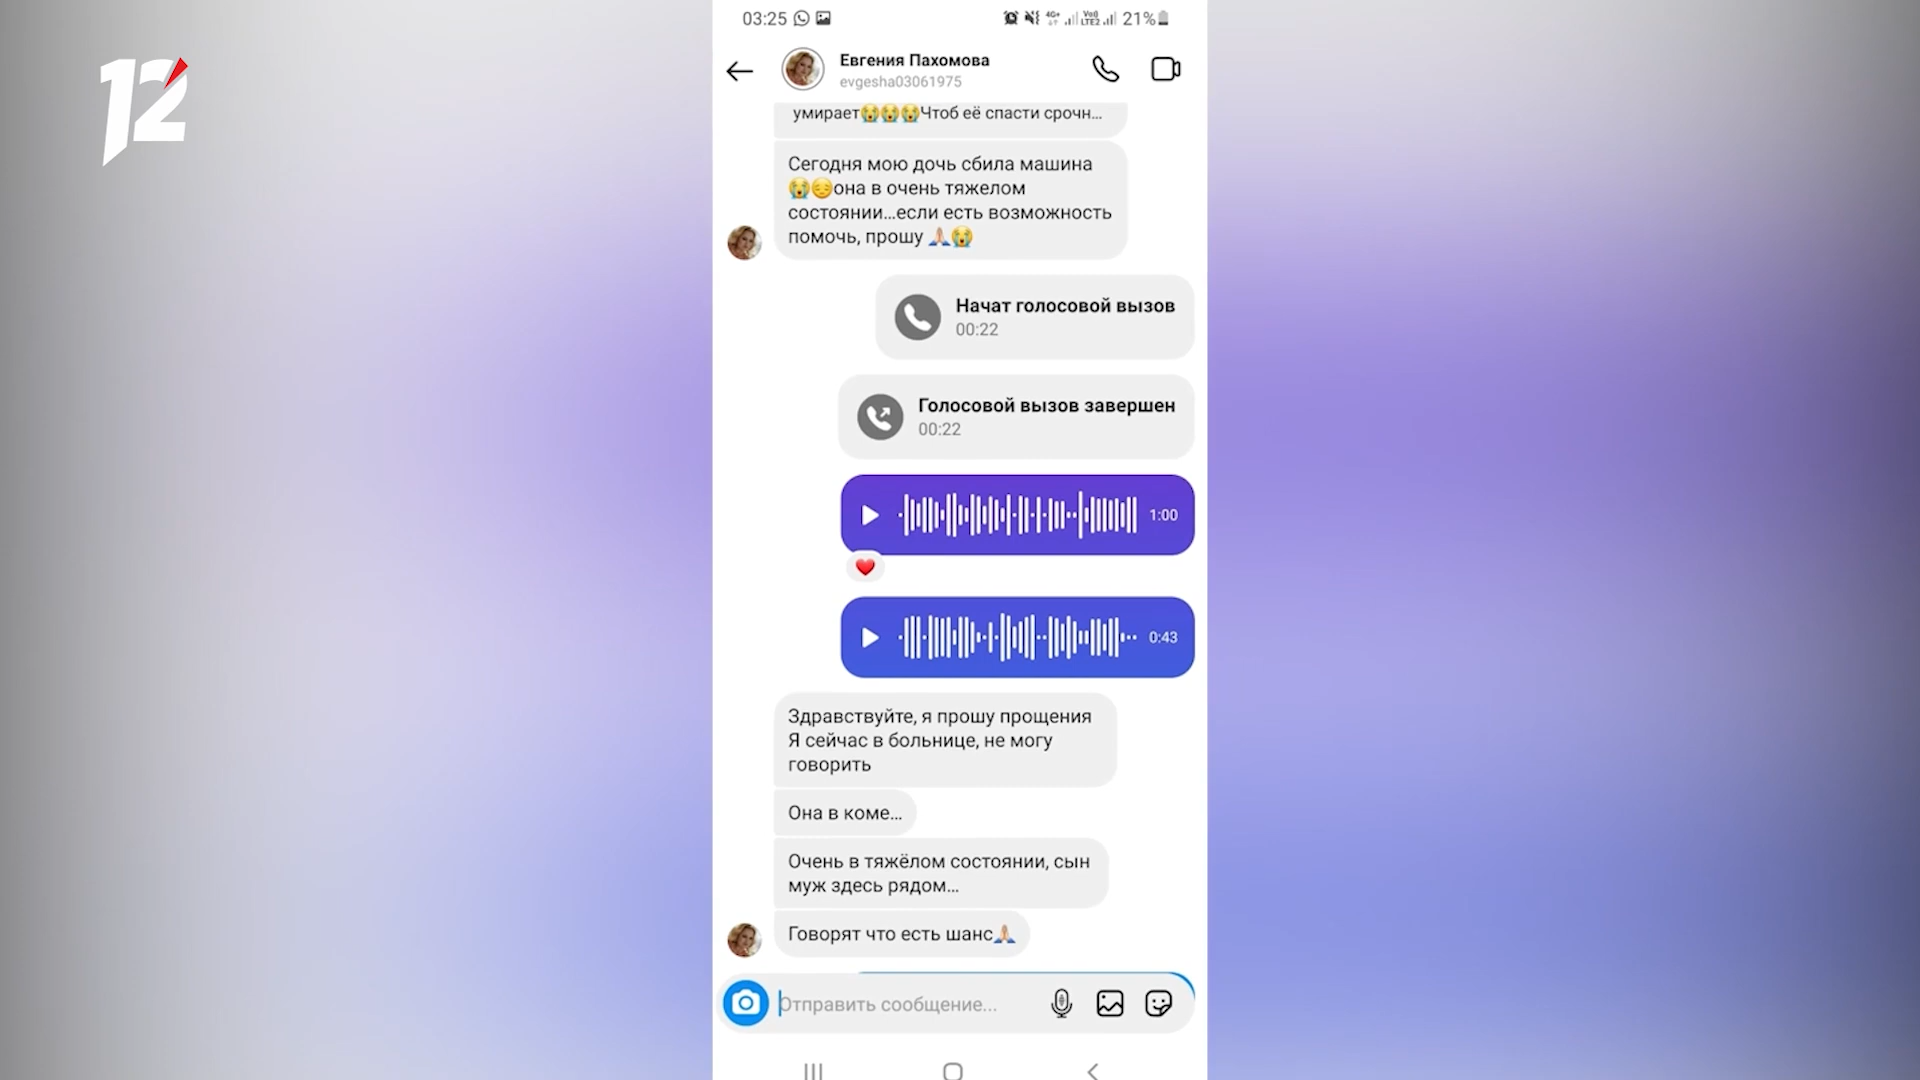 12
03:25
4G+
Vo))
LTE2
21%
Евгения Пахомова
evgesha03061975
умирает😭😭😭Чтоб её спасти срочн...
Сегодня мою дочь сбила машина
😭😔она в очень тяжелом
состоянии...если есть возможность
помочь, прошу 🙏🏼😭
Начат голосовой вызов
00:22
Голосовой вызов завершен
00:22
1:00
0:43
Здравствуйте, я прошу прощения
Я сейчас в больнице, не могу
говорить
Она в коме...
Очень в тяжёлом состоянии, сын
муж здесь рядом...
Говорят что есть шанс🙏🏼
Отправить сообщение...